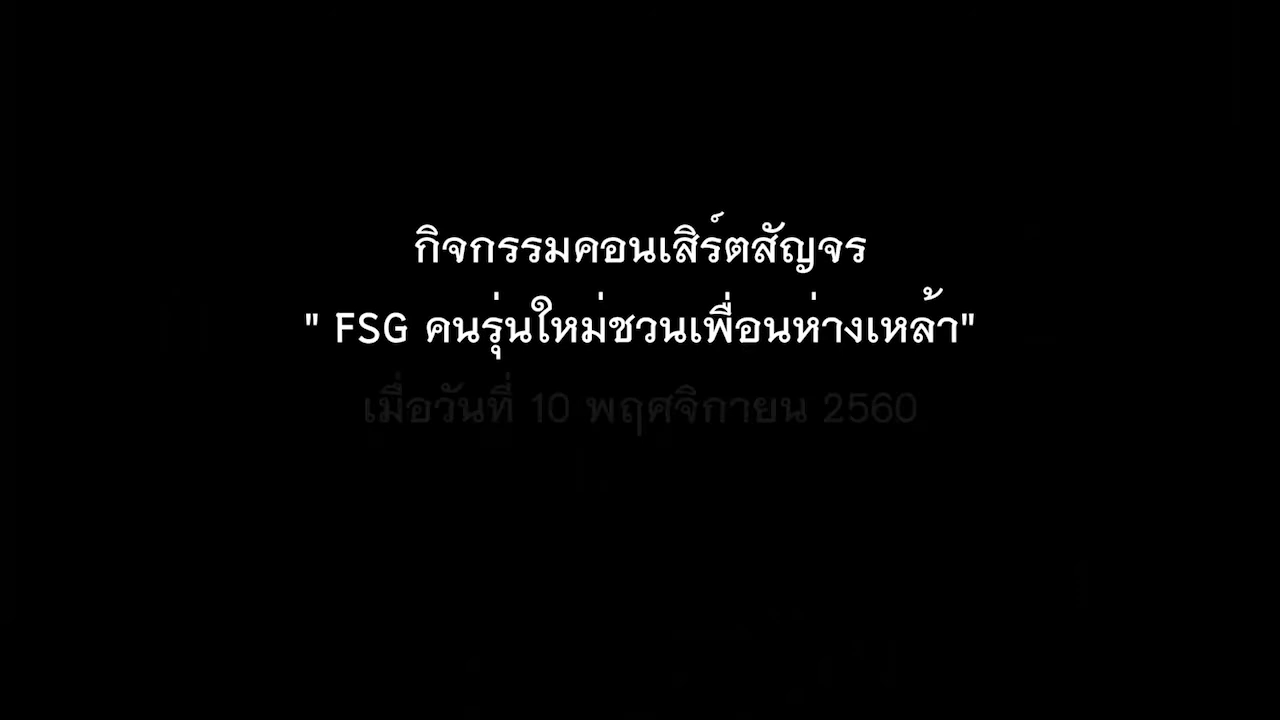 กิจกรรมคอนเสิร์ตสัญจร
" FSG คนรุ่นใหม่ชวนเพื่อนห่างเหล้า"
เมื่อวันที่ 10 พฤศจิกายน 2560